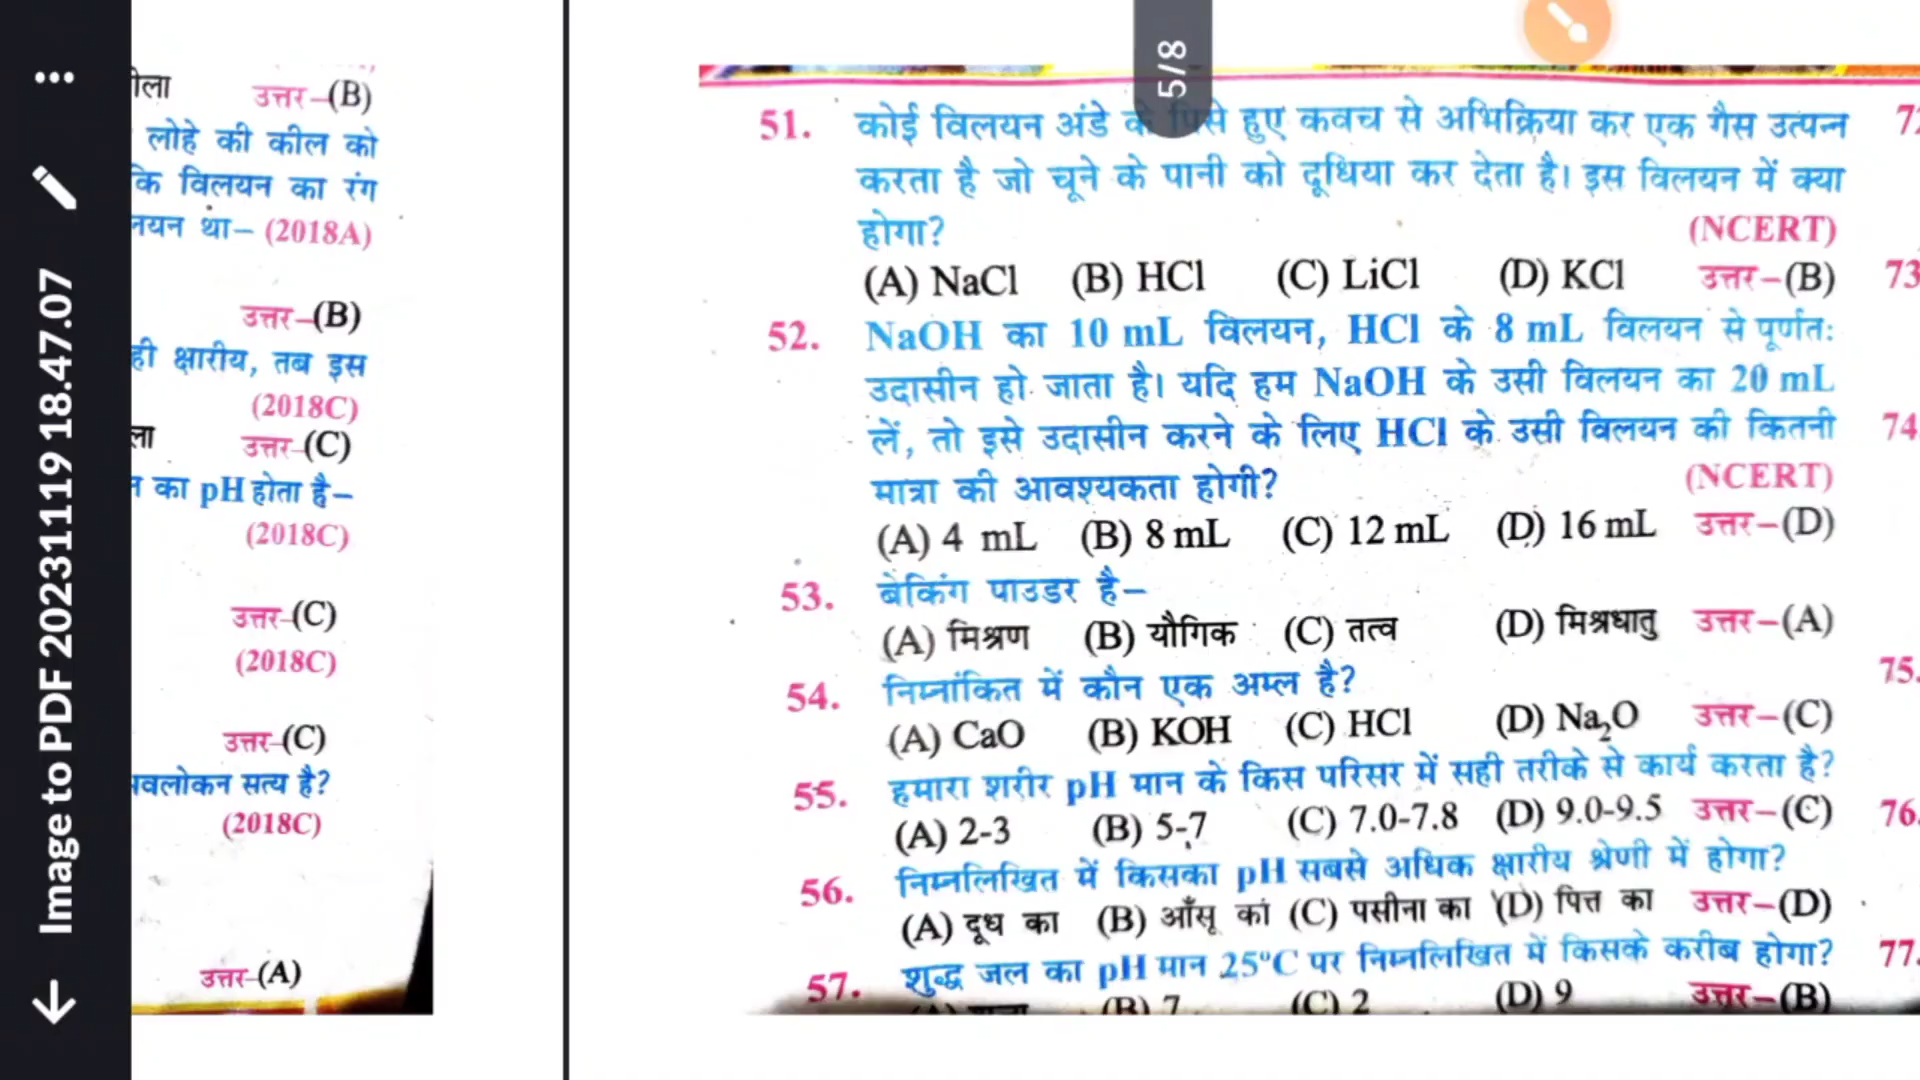 Image to PDF 20231119 18.47.07
5/8
उत्तर–(B)
लोहे की कील को
कि विलयन का रंग
था– (2018A)
उत्तर–(B)
ही क्षारीय, तब इस
(2018C)
उत्तर–(C)
का pH होता है–
(2018C)
उत्तर–(C)
(2018C)
उत्तर–(C)
सत्य है?
(2018C)
उत्तर–(A)
51. कोई विलयन अंडे के पिसे हुए कवच से अभिक्रिया कर एक गैस उत्पन्न
करता है जो चूने के पानी को दूधिया कर देता है। इस विलयन में क्या
होगा? (NCERT)
(A) NaCl (B) HCl (C) LiCl (D) KCl उत्तर–(B)
52. NaOH का 10 mL विलयन, HCl के 8 mL विलयन से पूर्णत:
उदासीन हो जाता है। यदि हम NaOH के उसी विलयन का 20 mL
लें, तो इसे उदासीन करने के लिए HCl के उसी विलयन की कितनी
मात्रा की आवश्यकता होगी? (NCERT)
(A) 4 mL (B) 8 mL (C) 12 mL (D) 16 mL उत्तर–(D)
53. बेकिंग पाउडर है–
(A) मिश्रण (B) यौगिक (C) तत्व (D) मिश्रधातु उत्तर–(A)
54. निम्नांकित में कौन एक अम्ल है?
(A) CaO (B) KOH (C) HCl (D) Na₂O उत्तर–(C)
55. हमारा शरीर pH मान के किस परिसर में सही तरीके से कार्य करता है?
(A) 2-3 (B) 5-7 (C) 7.0-7.8 (D) 9.0-9.5 उत्तर–(C)
56. निम्नलिखित में किसका pH सबसे अधिक क्षारीय श्रेणी में होगा?
(A) दूध का (B) आँसू का (C) पसीना का (D) पित्त का उत्तर–(D)
57. शुद्ध जल का pH मान 25°C पर निम्नलिखित में किसके करीब होगा?
(B) 7 (C) 2 (D) 9 उत्तर–(B)
73
74
75.
76.
77.